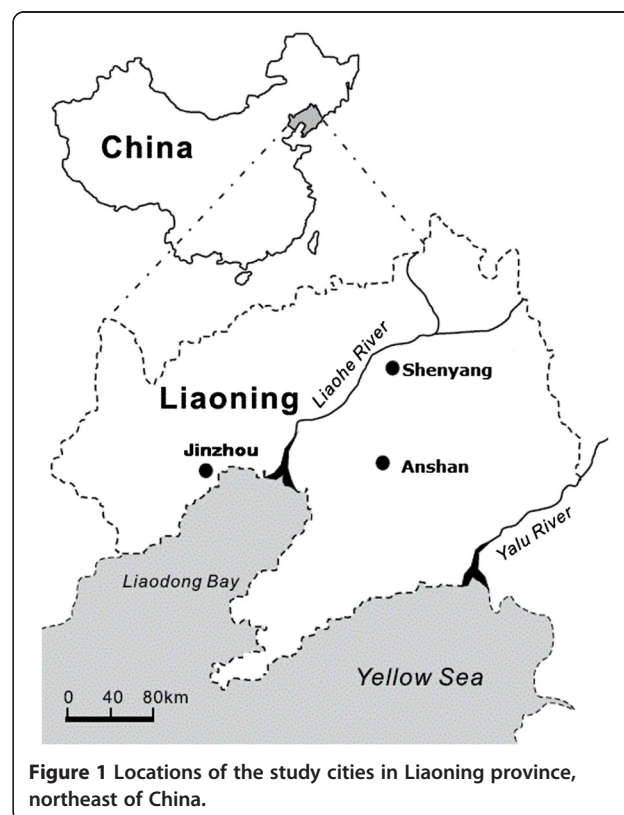 China
Liaohe River
Shenyang
Liaoning
Jinzhou
Anshan
Yalu River
Liaodong Bay
Yellow Sea
0 40 80km
Figure 1 Locations of the study cities in Liaoning province,
northeast of China.